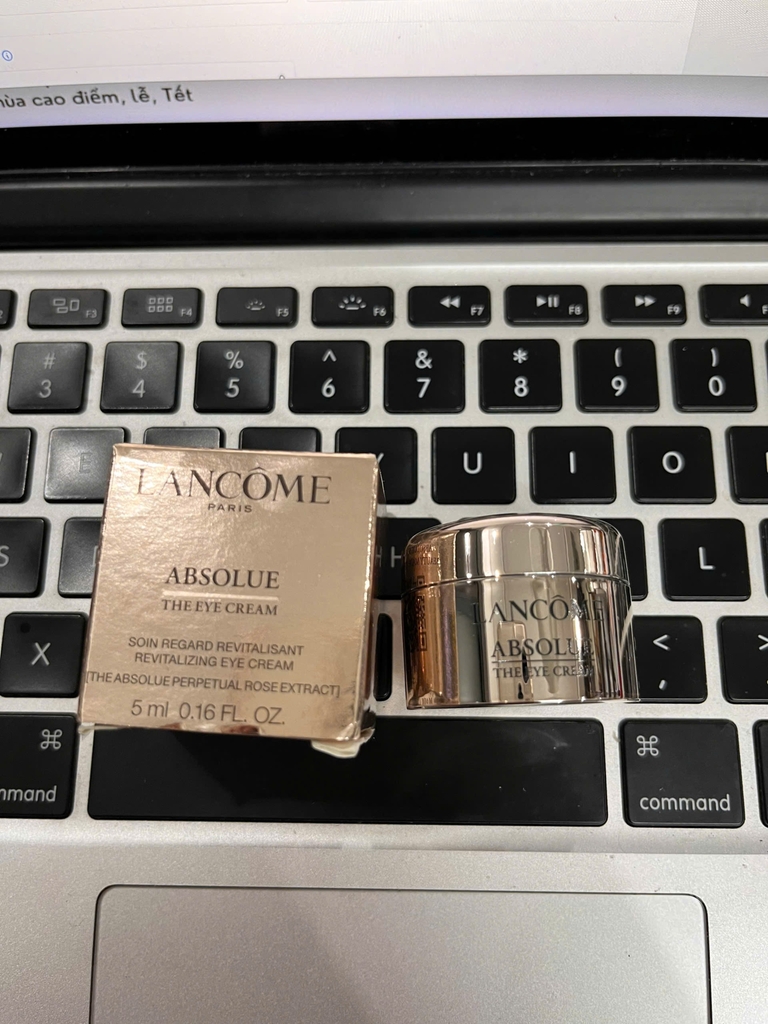 cao điểm, lễ, Tết
F3
F4
F5
F6
F7
F8
F9
#
3
$
4
%
5
^
6
&
7
*
8
(
9
)
0
E
U
I
O
LANCÔME
PARIS
ABSOLUE
THE EYE CREAM
SOIN REGARD REVITALISANT
REVITALIZING EYE CREAM
[THE ABSOLUE PERPETUAL ROSE EXTRACT]
5 ml 0.16 FL. OZ.
S
H
L
LANCÔME
ABSOLUE
THE EYE CREAM
X
<
,
>
⌘
⌘
command